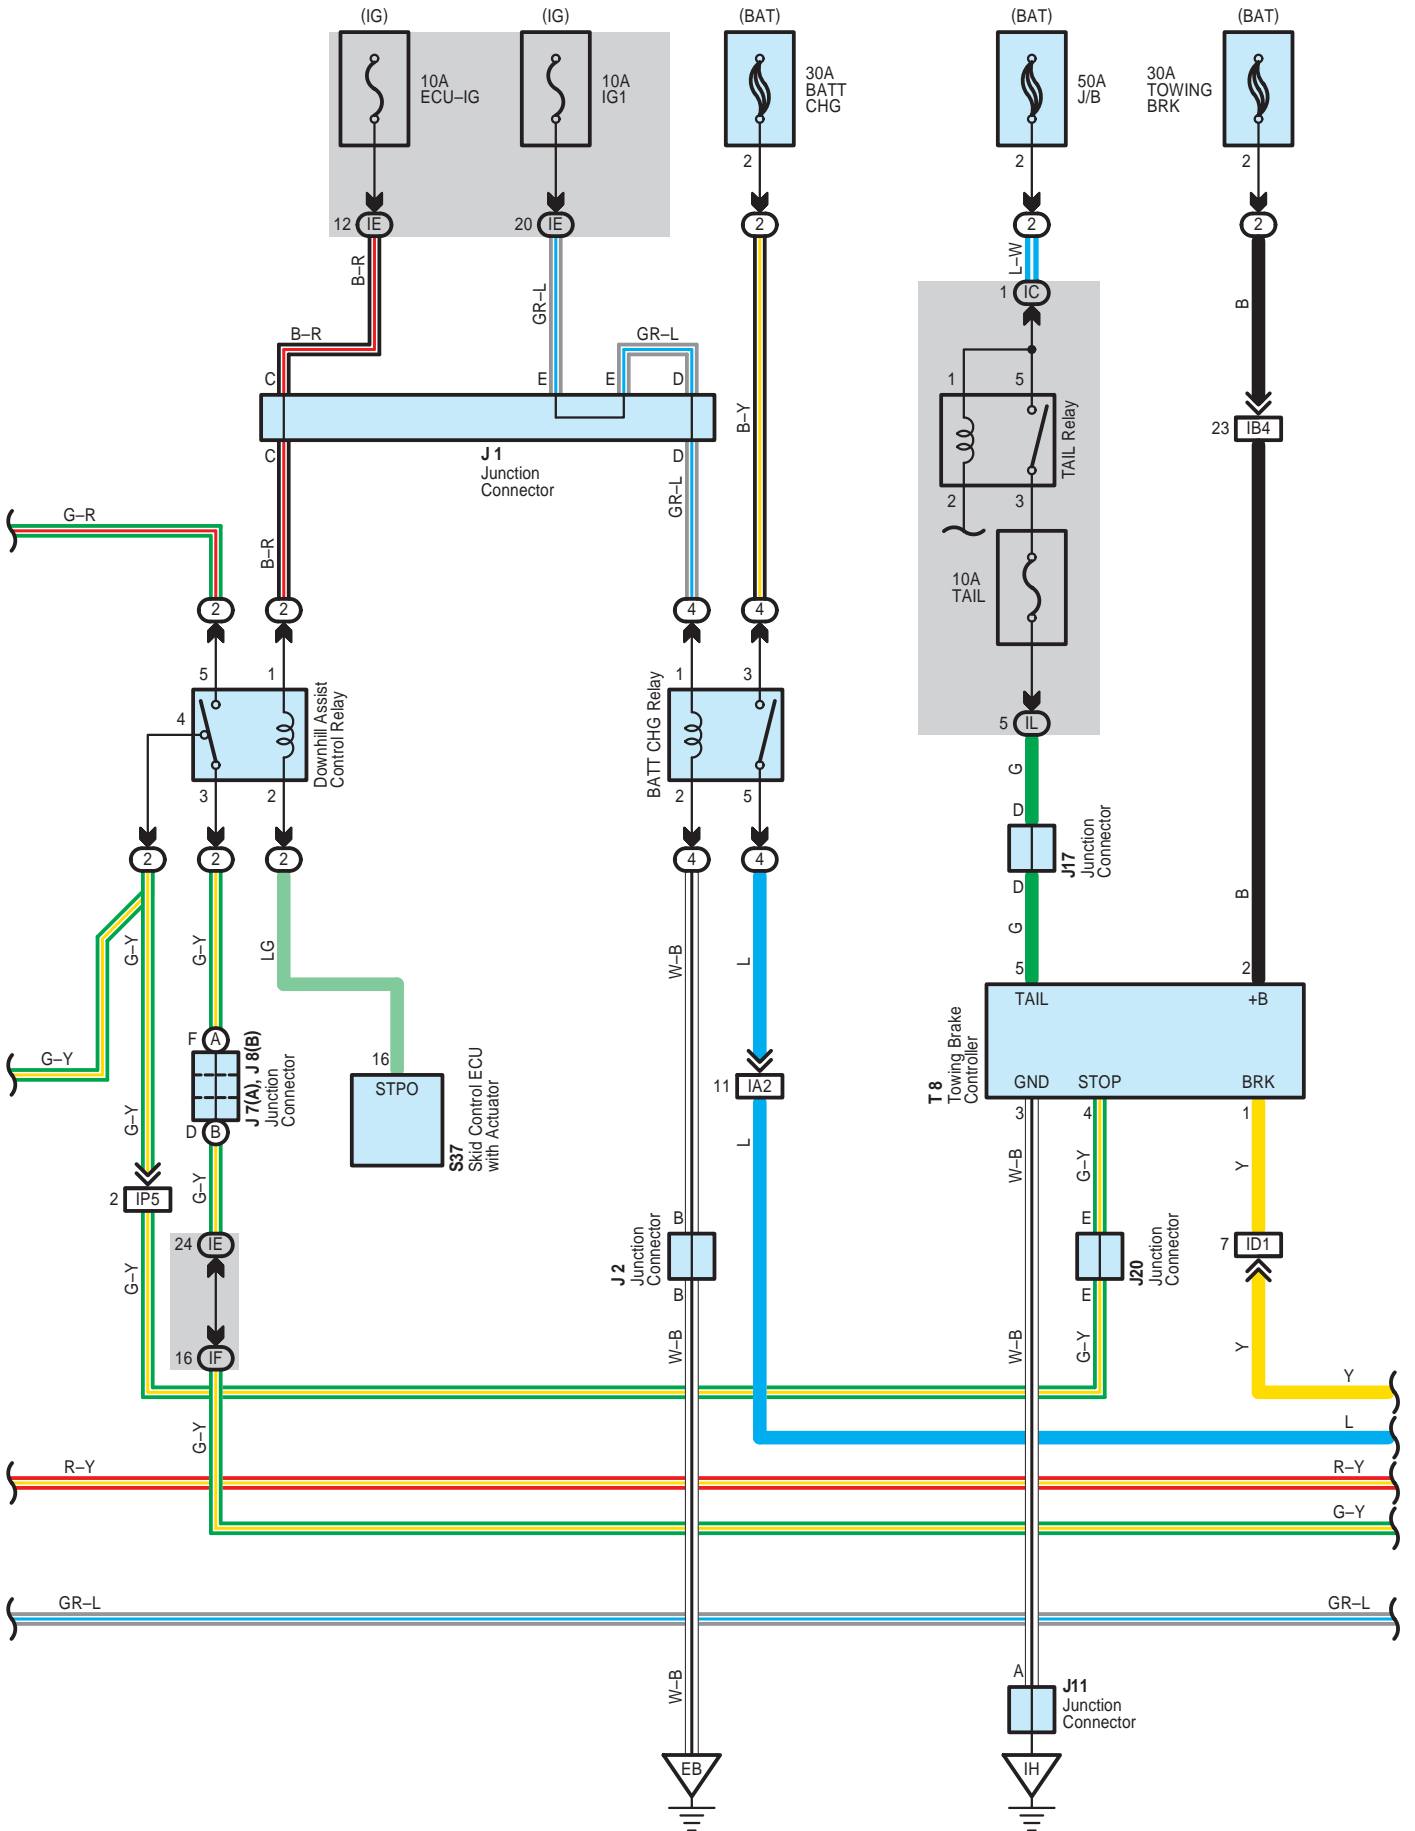 (IG)
(IG)
(BAT)
(BAT)
(BAT)
10A
ECU–IG
10A
IG1
30A
BATT
CHG
50A
J/B
30A
TOWING
BRK
2
2
2
12 IE
20 IE
2
2
2
B–R
GR–L
L–W
1 IC
B
B–R
GR–L
C
E
E
D
B–Y
1
5
TAIL Relay
23 IB4
C
D
J 1
Junction
Connector
GR–L
2
3
G–R
B–R
10A
TAIL
2
2
4
4
5
1
1
3
4
Downhill Assist
Control Relay
BATT CHG Relay
5 IL
3
2
2
5
G
D
J17
Junction
Connector
2
2
2
4
4
D
B
G–Y
G–Y
LG
W–B
L
G
5
2
TAIL
+B
F A
G–Y
J 7(A), J 8(B)
Junction
Connector
16
STPO
11 IA2
T 8
Towing Brake
Controller
GND
STOP
BRK
3
4
1
G–Y
D B
S37
Skid Control ECU
with Actuator
L
W–B
G–Y
Y
2 IP5
G–Y
B
E
24 IE
J 2
Junction
Connector
J20
Junction
Connector
7 ID1
G–Y
B
E
16 IF
W–B
W–B
G–Y
Y
Y
L
G–Y
R–Y
R–Y
G–Y
GR–L
GR–L
W–B
A
J11
Junction
Connector
EB
IH